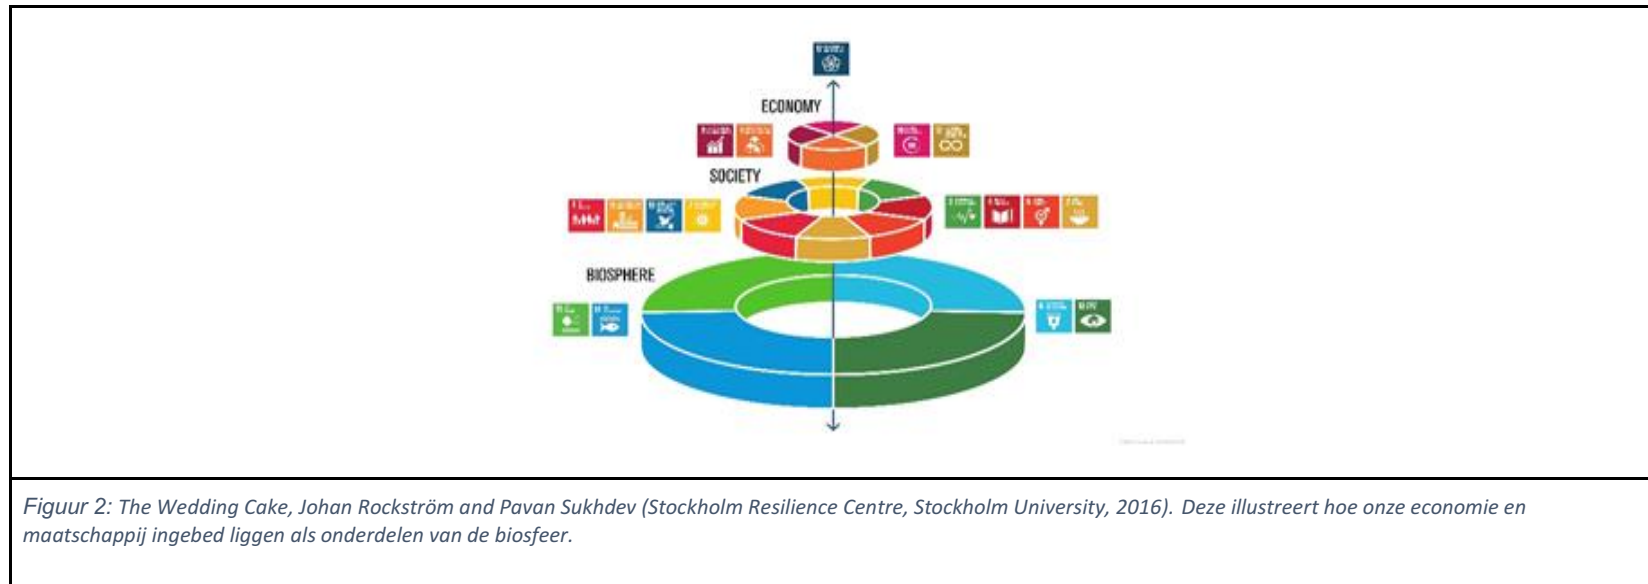 ECONOMY
SOCIETY
BIOSPHERE
Figuur 2: The Wedding Cake, Johan Rockström and Pavan Sukhdev (Stockholm Resilience Centre, Stockholm University, 2016). Deze illustreert hoe onze economie en
maatschappij ingebed liggen als onderdelen van de biosfeer.